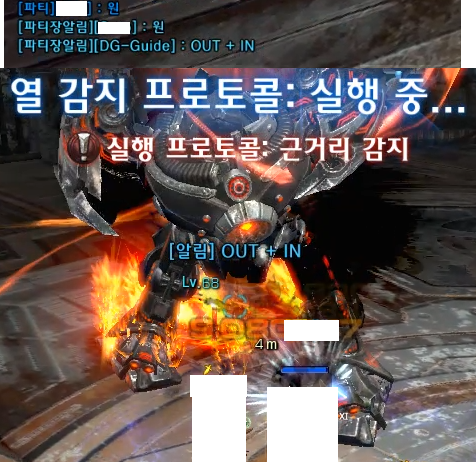 [파티] : 원
[파티장알림][ ] : 원
[파티장알림][DG-Guide] : OUT + IN
열 감지 프로토콜: 실행 중...
실행 프로토콜: 근거리 감지
[알림] OUT + IN
Lv.68
4m